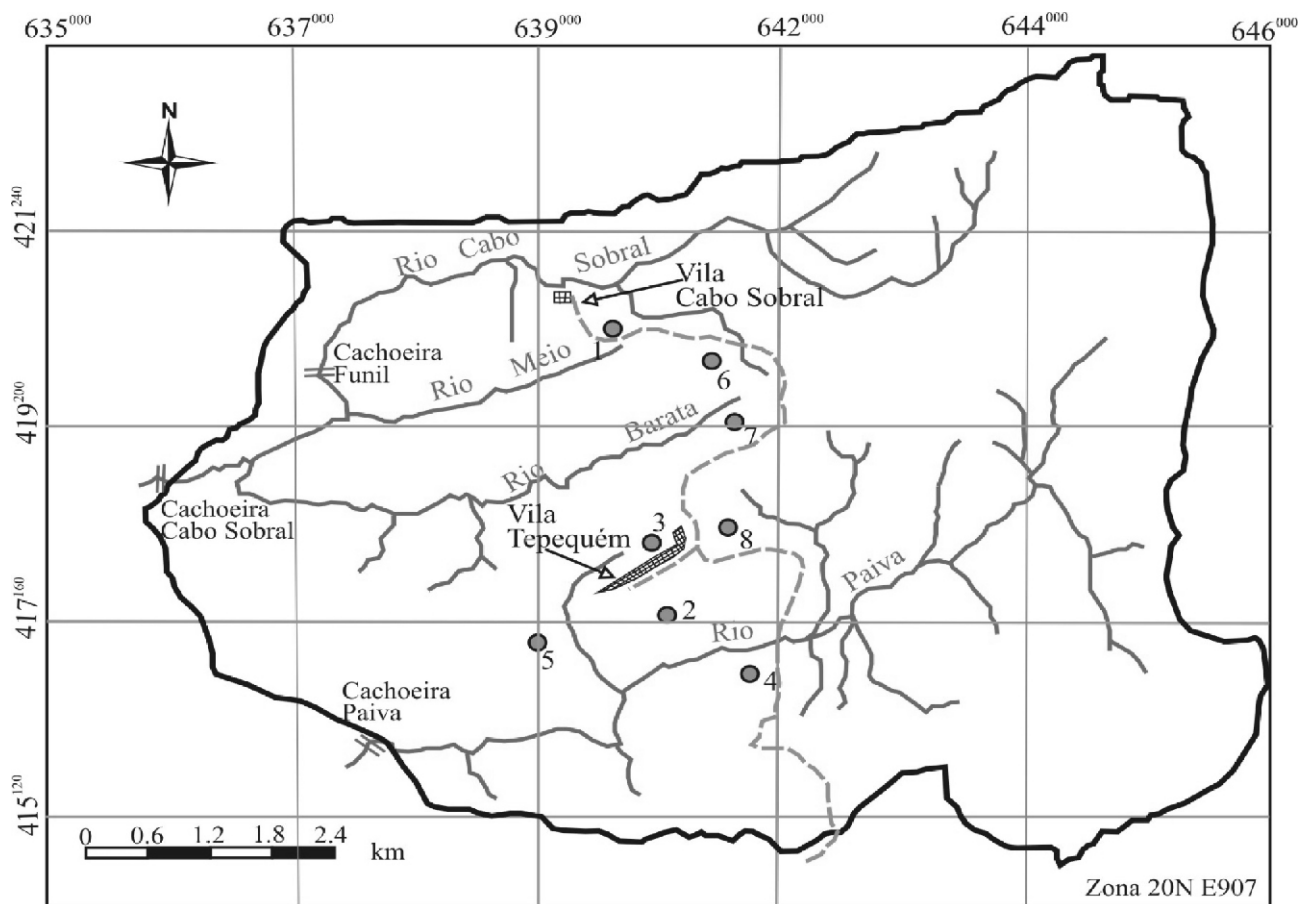 635000 637000 639000 642000 644000 646000
N
421240
Rio Cabo Sobral
Vila
Cabo Sobral
1
Cachoeira
Funil
Rio Meio
6
419200
Rio Barata
7
Cachoeira
Cabo Sobral
Vila
Tepequém
3
8
Rio Paiva
417160
2
5
4
Cachoeira
Paiva
415120
0 0.6 1.2 1.8 2.4
km
Zona 20N E907